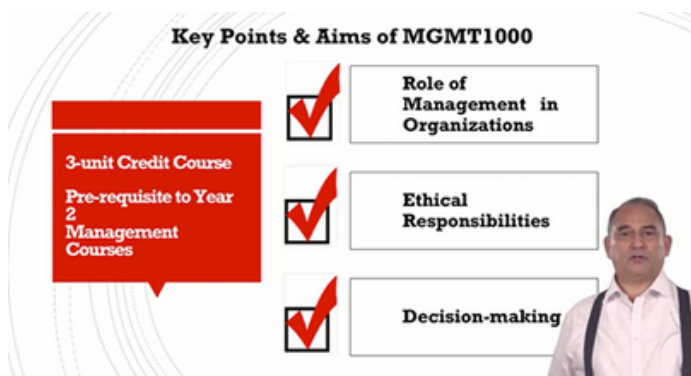 Key Points & Aims of MGMT1000
3-unit Credit Course
Pre-requisite to Year
2
Management
Courses
Role of
Management in
Organizations
Ethical
Responsibilities
Decision-making